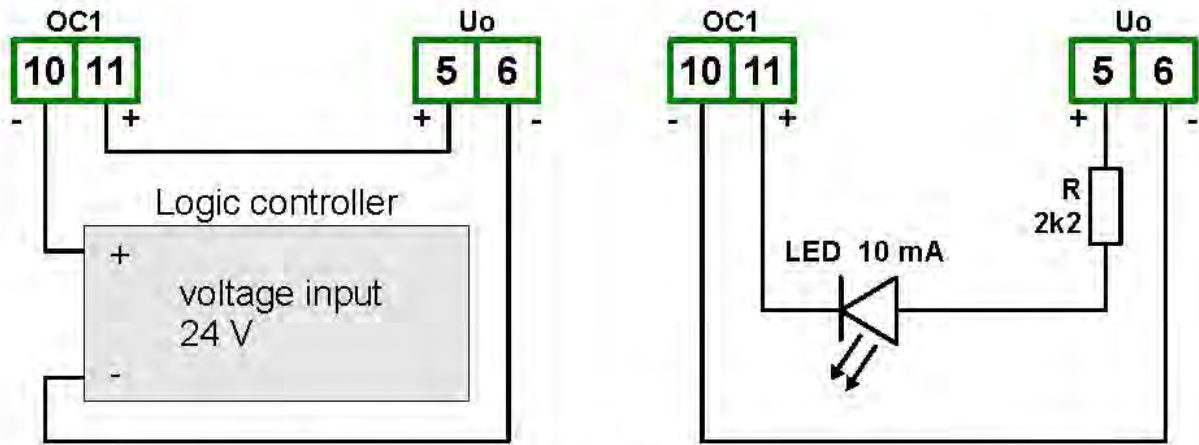 OC1
Uo
10 11
5 6
- +
+ -
Logic controller
+
voltage input
24 V
-
OC1
Uo
10 11
5 6
- +
+ -
R
2k2
LED 10 mA